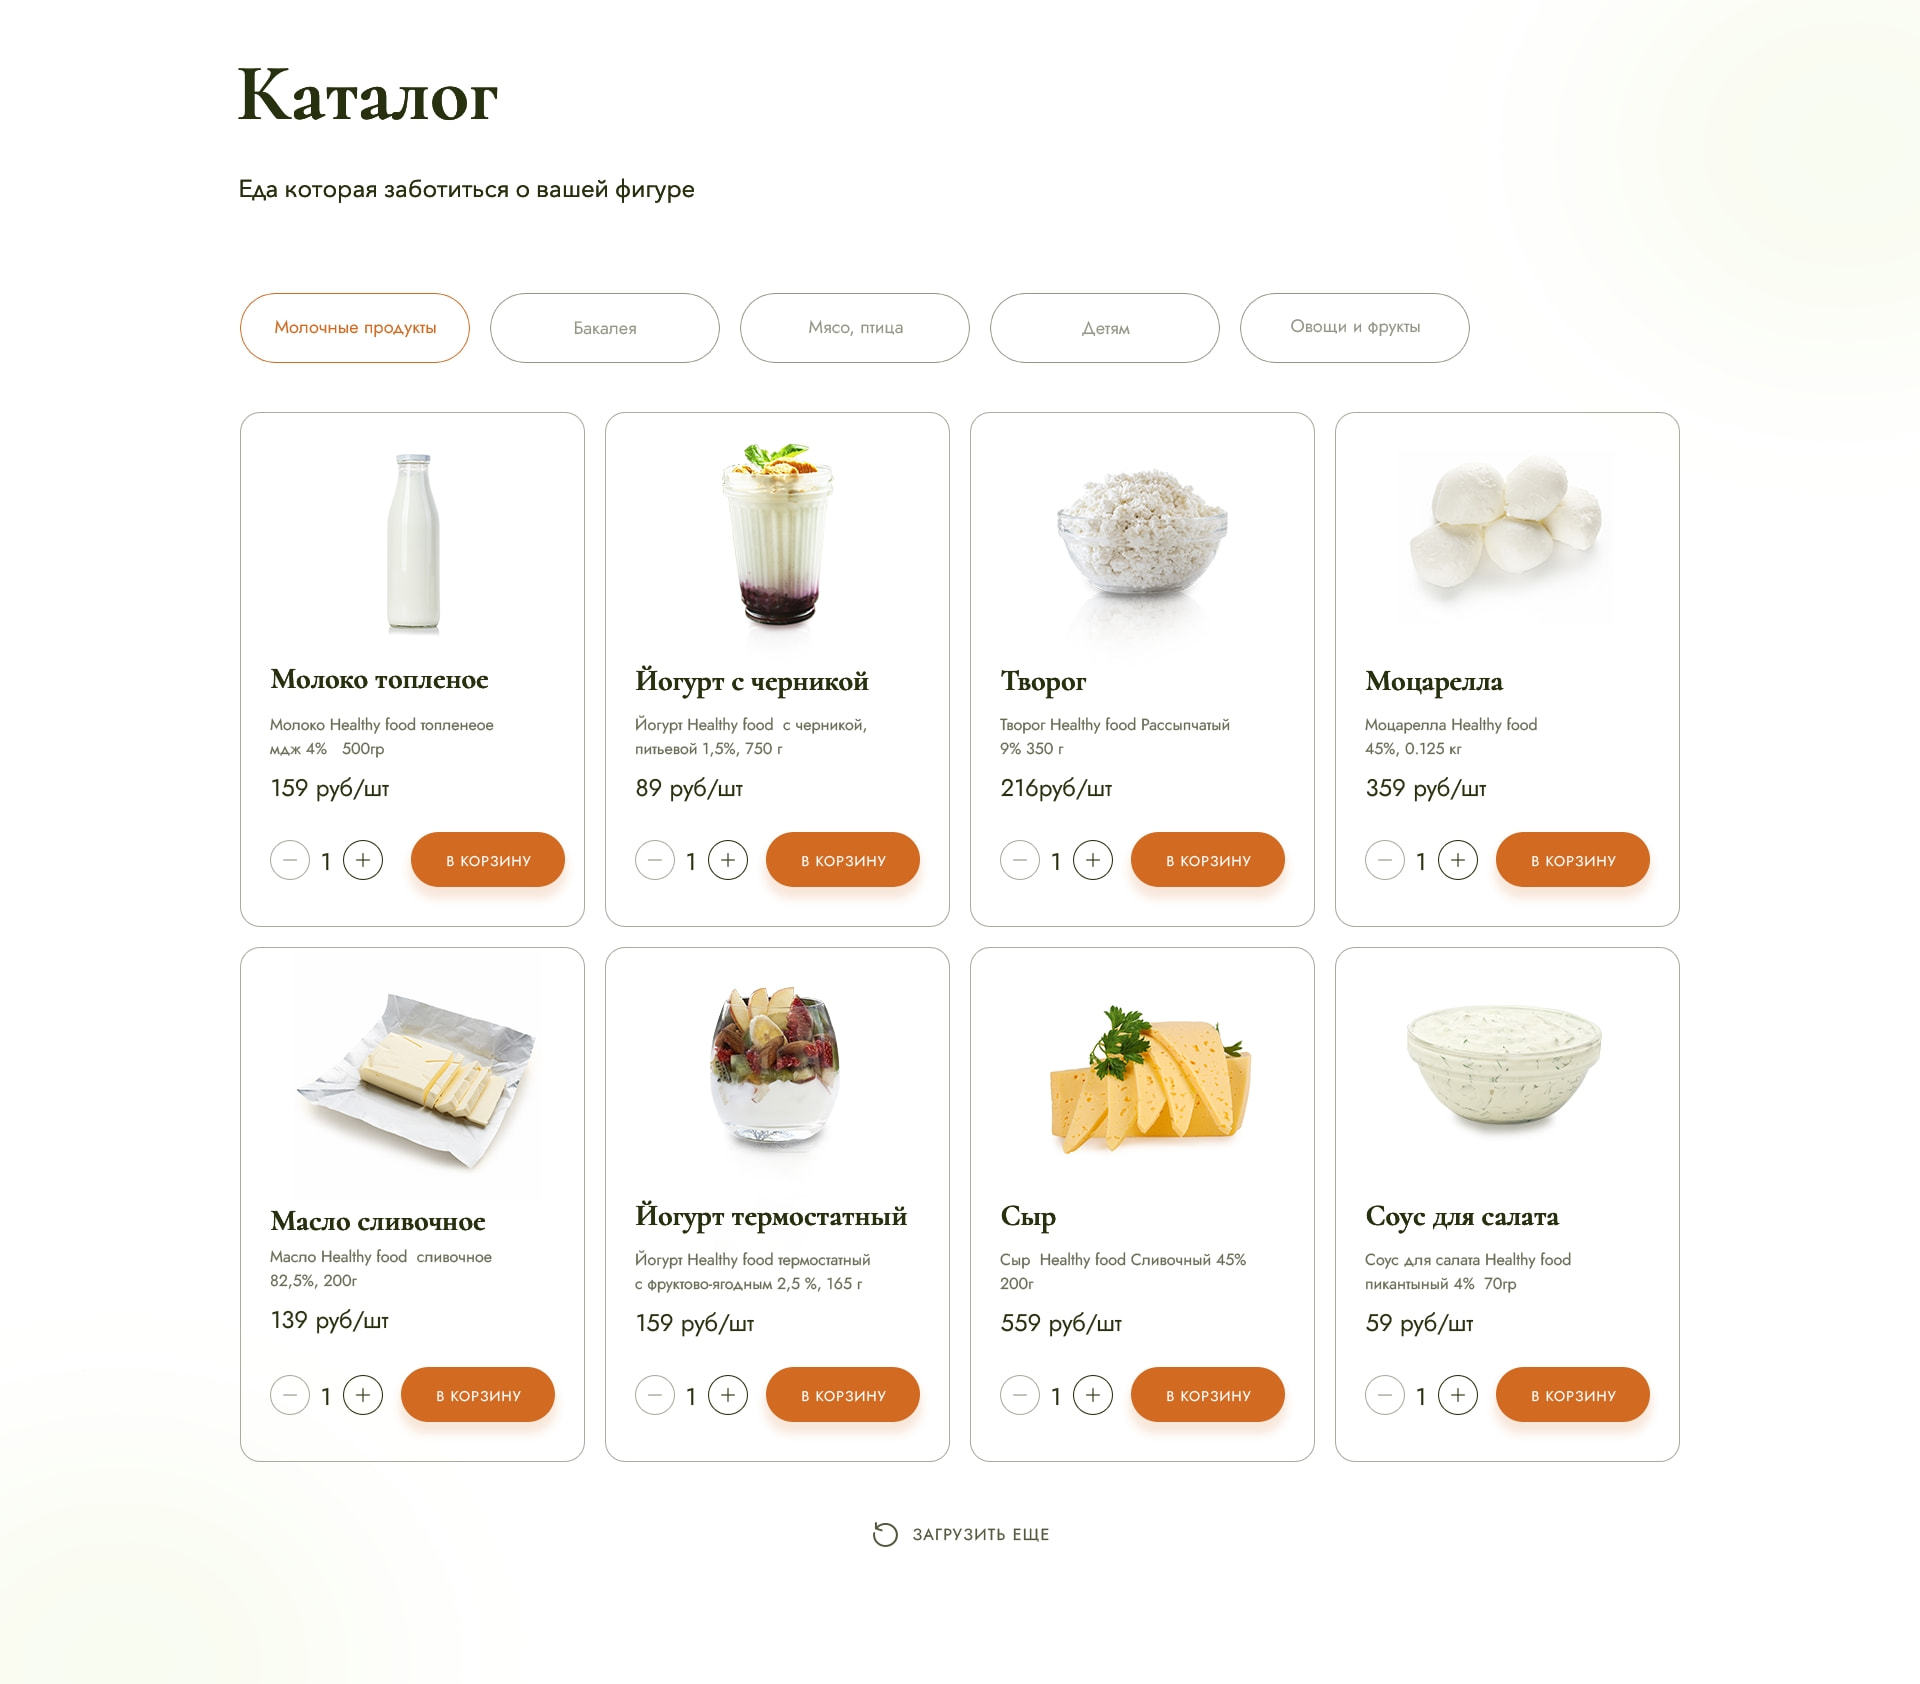 Каталог
Еда которая заботиться о вашей фигуре
Молочные продукты
Бакалея
Мясо, птица
Детям
Овощи и фрукты
Молоко топленое
Молоко Healthy food топленеое
мдж 4% 500гр
159 руб/шт
1
В КОРЗИНУ
Йогурт с черникой
Йогурт Healthy food с черникой,
питьевой 1,5%, 750 г
89 руб/шт
1
В КОРЗИНУ
Творог
Творог Healthy food Рассыпчатый
9% 350 г
216руб/шт
1
В КОРЗИНУ
Моцарелла
Моцарелла Healthy food
45%, 0.125 кг
359 руб/шт
1
В КОРЗИНУ
Масло сливочное
Масло Healthy food сливочное
82,5%, 200г
139 руб/шт
1
В КОРЗИНУ
Йогурт термостатный
Йогурт Healthy food термостатный
с фруктово-ягодным 2,5 %, 165 г
159 руб/шт
1
В КОРЗИНУ
Сыр
Сыр Healthy food Сливочный 45%
200г
559 руб/шт
1
В КОРЗИНУ
Соус для салата
Соус для салата Healthy food
пикантыный 4% 70гр
59 руб/шт
1
В КОРЗИНУ
ЗАГРУЗИТЬ ЕЩЕ